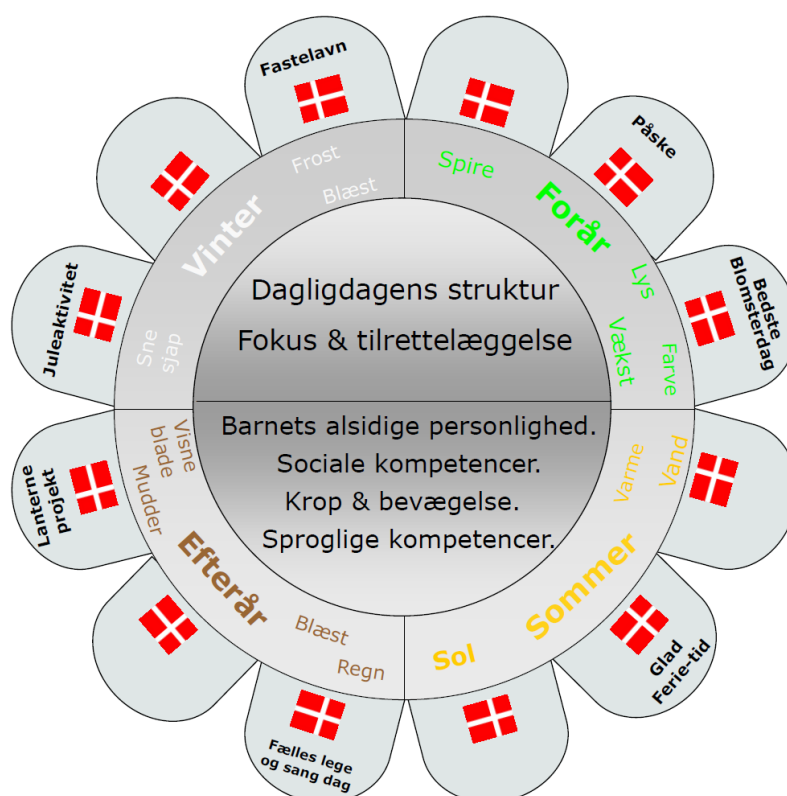 Fastelavn
Påske
Bedste
Blomsterdag
Glad
Ferie-tid
Fælles lege
og sang dag
Lanterne
projekt
Juleaktivitet
Vinter
Frost
Blæst
Sne
sjap
Forår
Spire
Lys
Vækst
Farve
Sommer
Varme
Vand
Sol
Efterår
Visne
blade
Mudder
Blæst
Regn
Dagligdagens struktur
Fokus & tilrettelæggelse
Barnets alsidige personlighed.
Sociale kompetencer.
Krop & bevægelse.
Sproglige kompetencer.